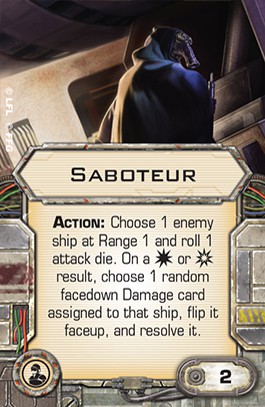 © LFL
SABOTEUR
ACTION: Choose 1 enemy
ship at Range 1 and roll 1
attack die. On a or
result, choose 1 random
facedown Damage card
assigned to that ship, flip it
faceup, and resolve it.
2